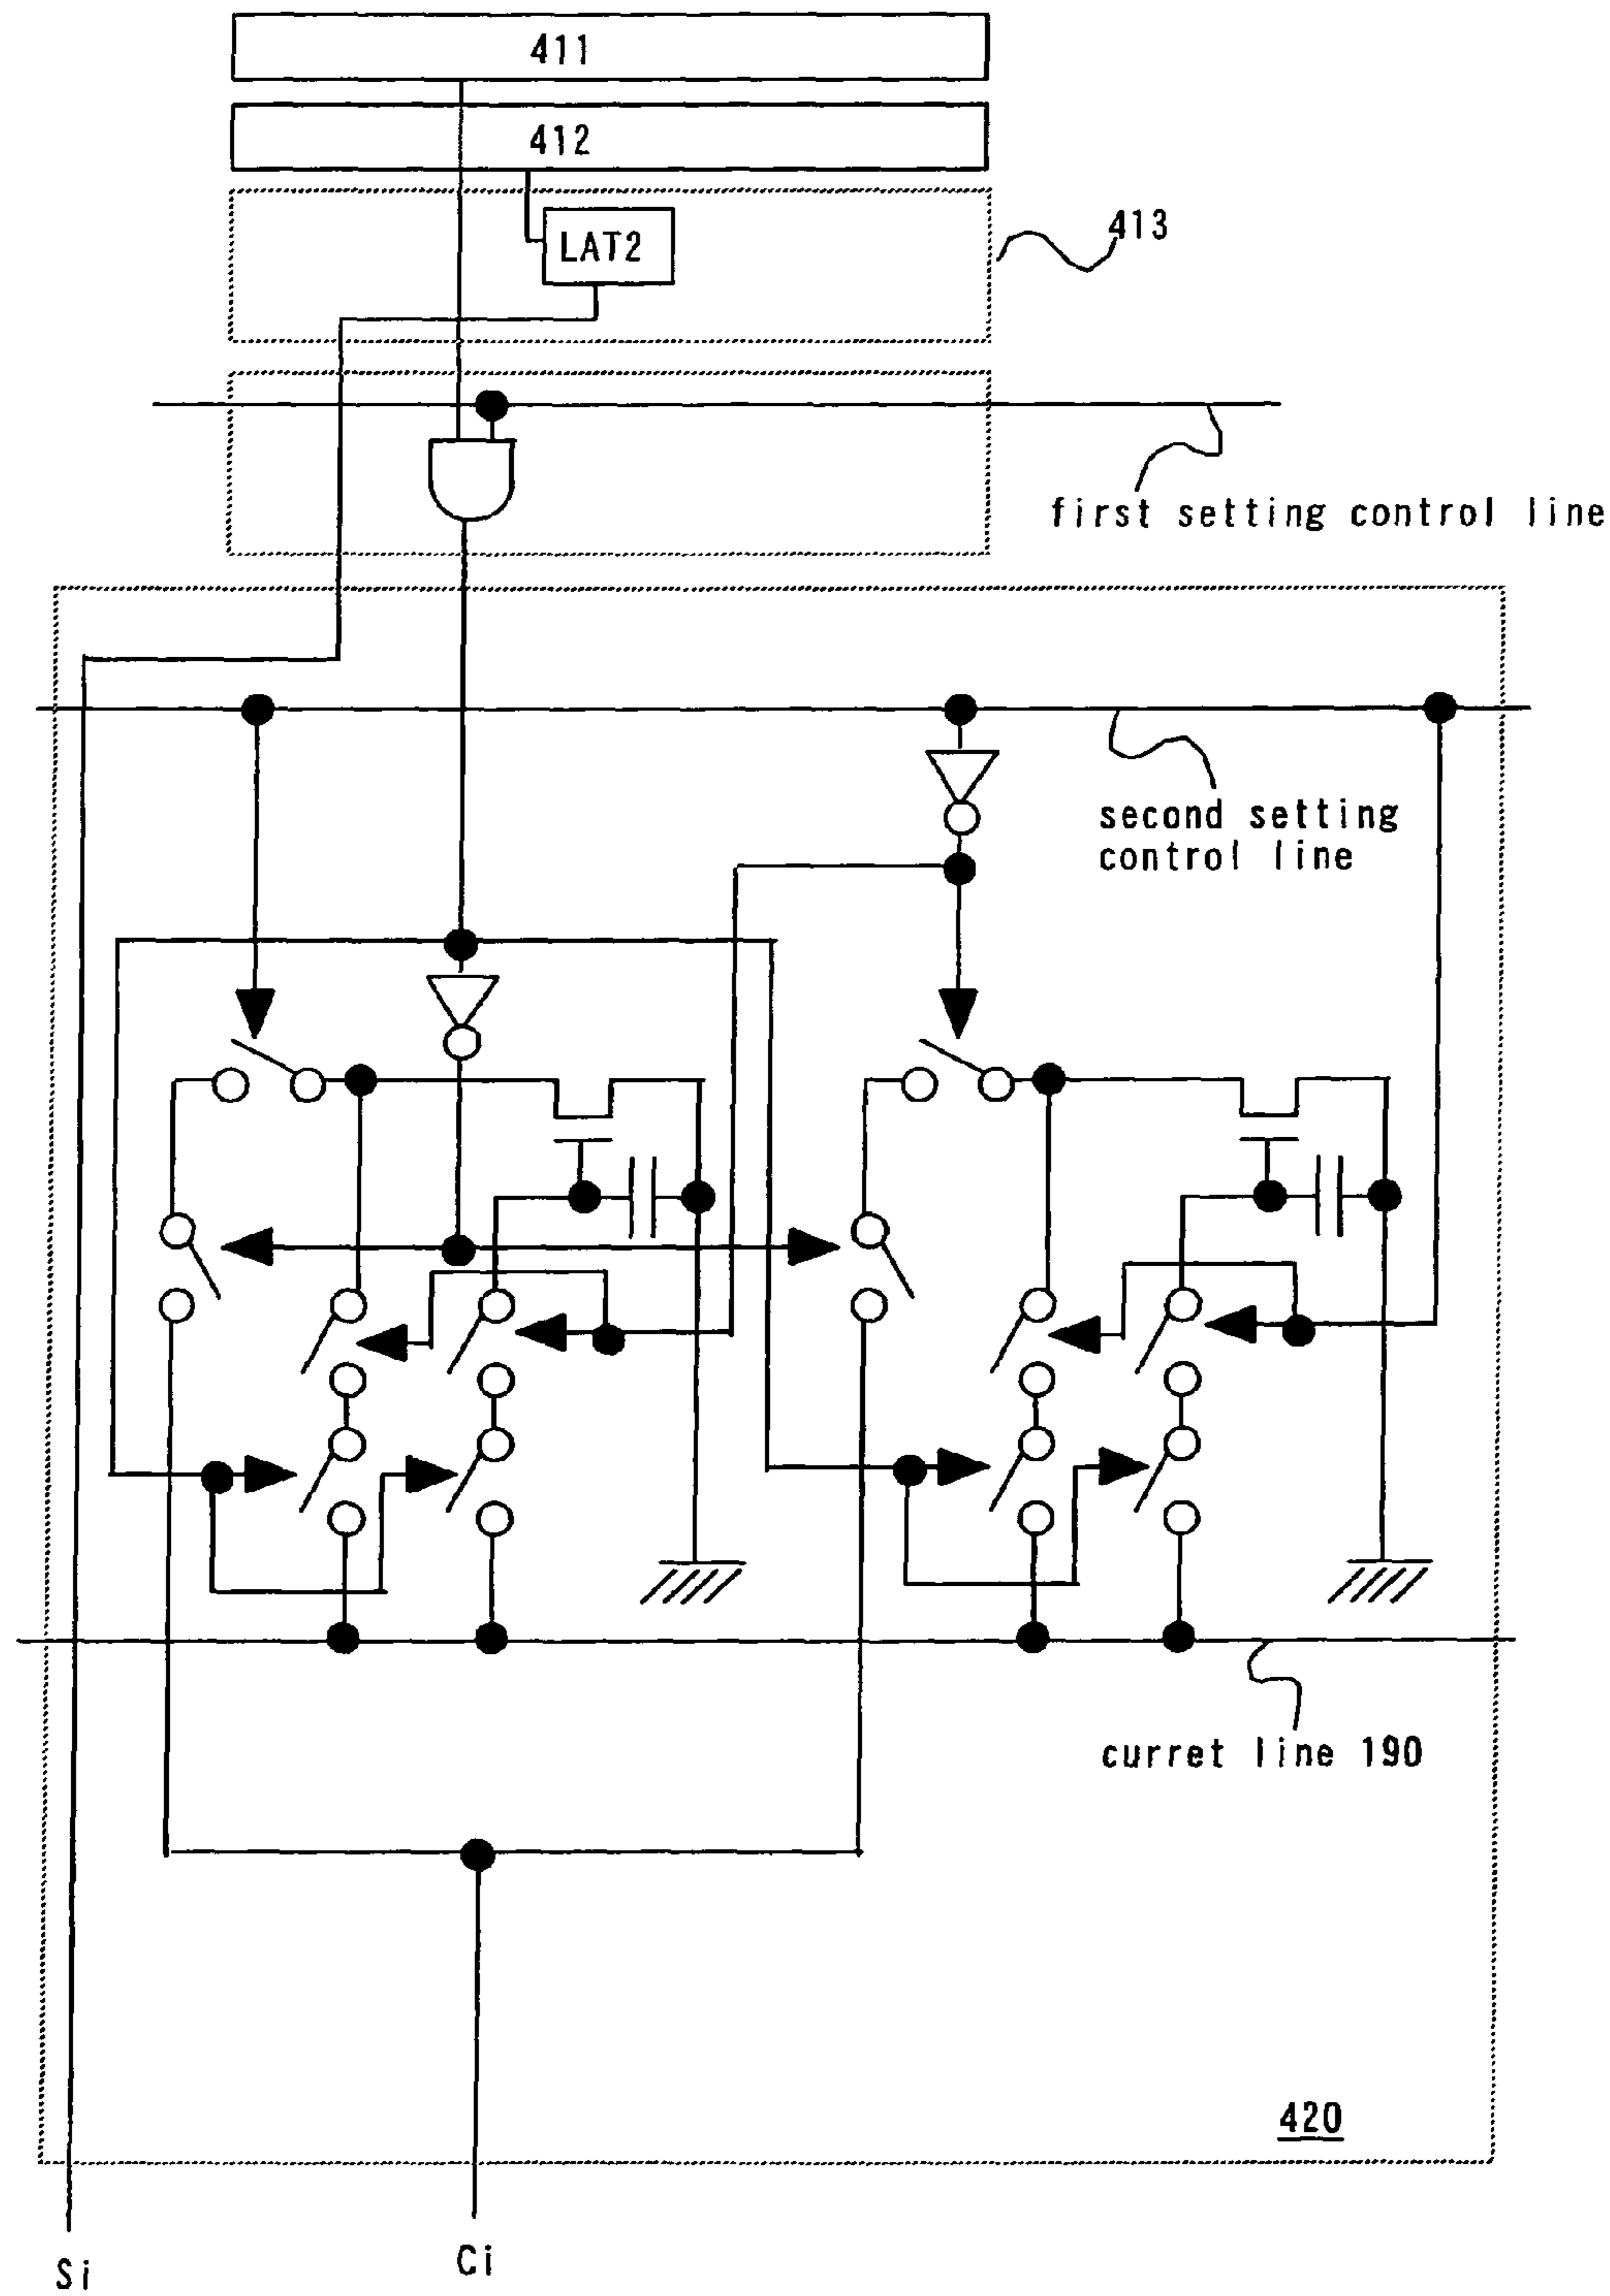 411
412
LAT2
413
first setting control line
second setting
control line
curret line 190
420
Si
Ci